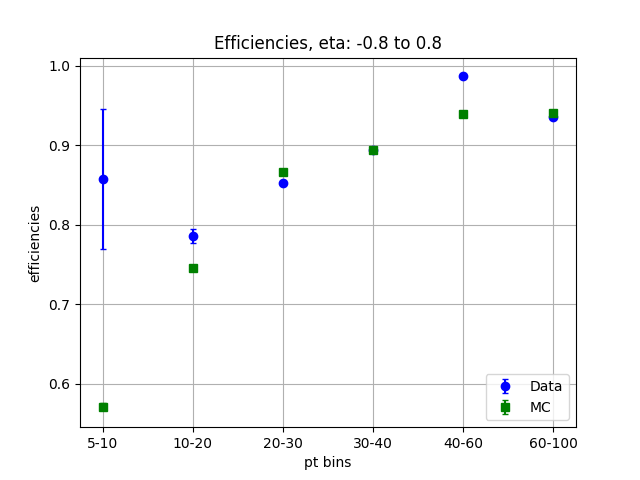 Efficiencies, eta: -0.8 to 0.8
1.0
0.9
0.8
0.7
0.6
efficiencies
5-10 10-20 20-30 30-40 40-60 60-100
pt bins
Data
MC